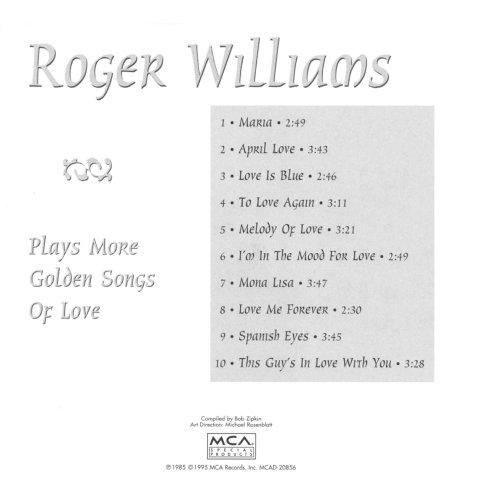 Roger Williams
1 • Maria • 2:49
2 • April Love • 3:43
3 • Love Is Blue • 2:46
4 • To Love Again • 3:11
5 • Melody Of Love • 3:21
6 • I'm In The Mood For Love • 2:49
7 • Mona Lisa • 3:47
8 • Love Me Forever • 2:30
9 • Spanish Eyes • 3:45
10 • This Guy's In Love With You • 3:28
Plays More
Golden Songs
Of Love
Compiled by Bob Zipkin
Art Direction: Michael Rosenblatt
MCA
SPECIAL
PRODUCTS
℗1985 ©1995 MCA Records, Inc. MCAD-20856